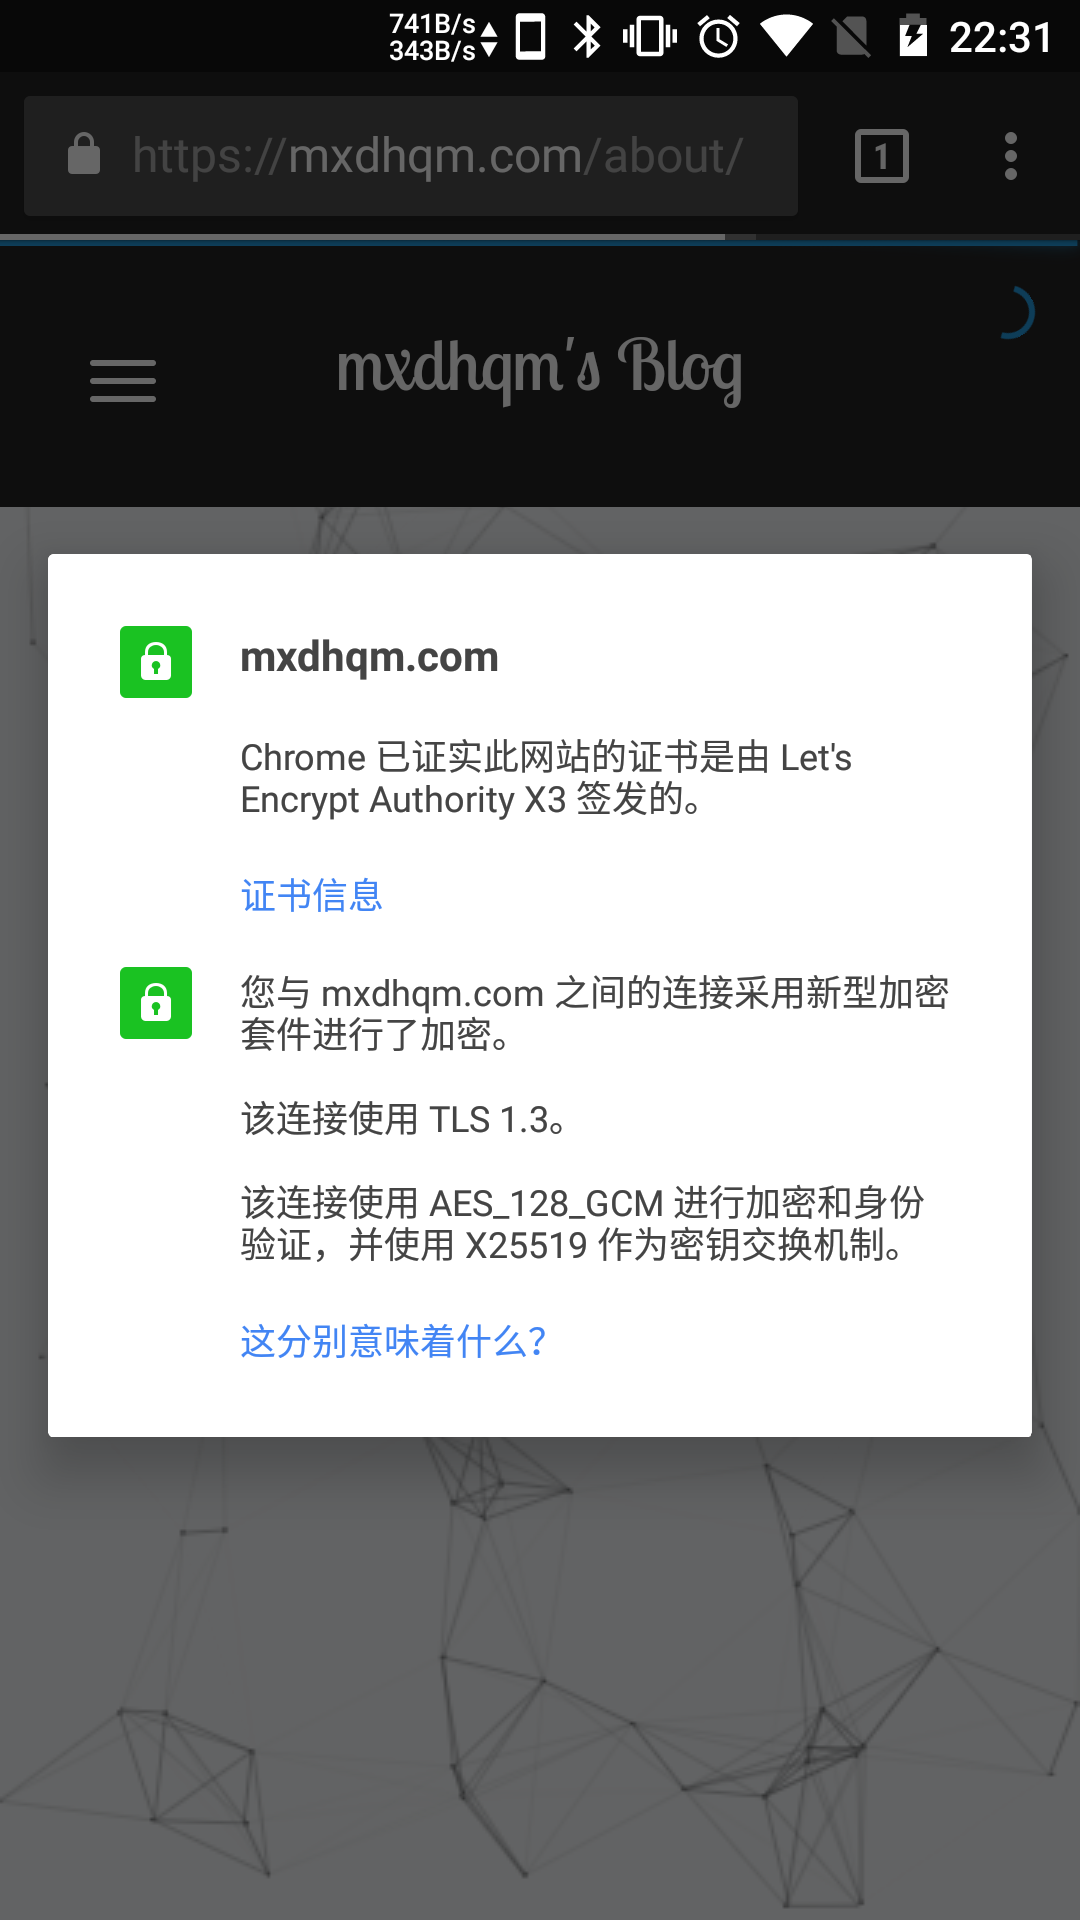 741B/s
343B/s
22:31
https://mxdhqm.com/about/
1
mxdhqm's Blog
mxdhqm.com
Chrome 已证实此网站的证书是由 Let's
Encrypt Authority X3 签发的。
证书信息
您与 mxdhqm.com 之间的连接采用新型加密
套件进行了加密。
该连接使用 TLS 1.3。
该连接使用 AES_128_GCM 进行加密和身份
验证，并使用 X25519 作为密钥交换机制。
这分别意味着什么？